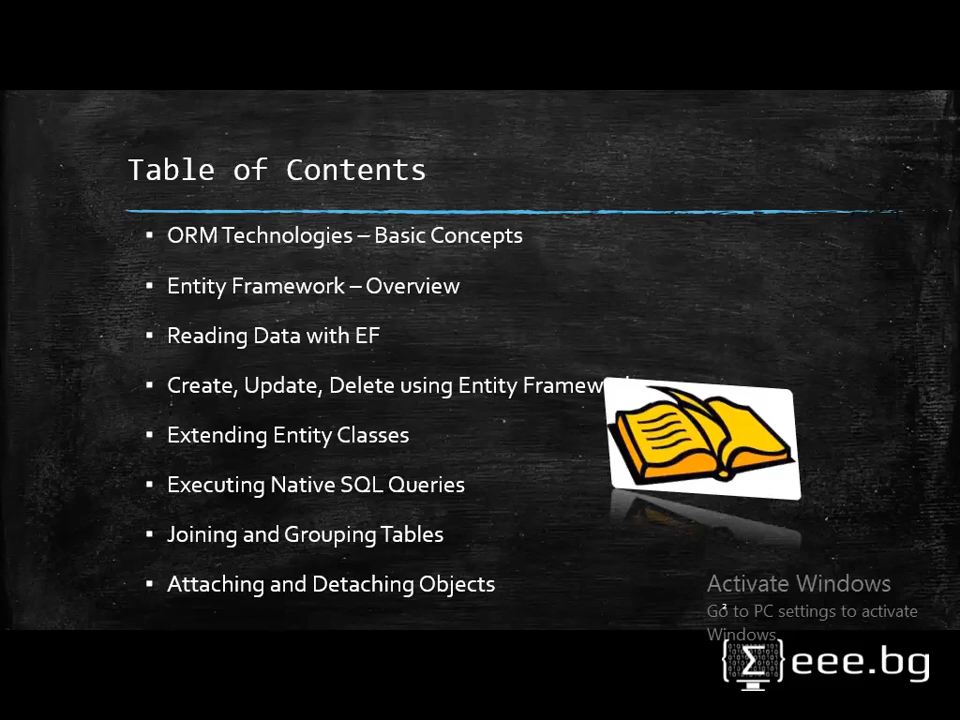 Table of Contents
▪ ORM Technologies – Basic Concepts
▪ Entity Framework – Overview
▪ Reading Data with EF
▪ Create, Update, Delete using Entity Framework
▪ Extending Entity Classes
▪ Executing Native SQL Queries
▪ Joining and Grouping Tables
▪ Attaching and Detaching Objects
Activate Windows
Go to PC settings to activate
Windows.
2
{Σ}eee.bg